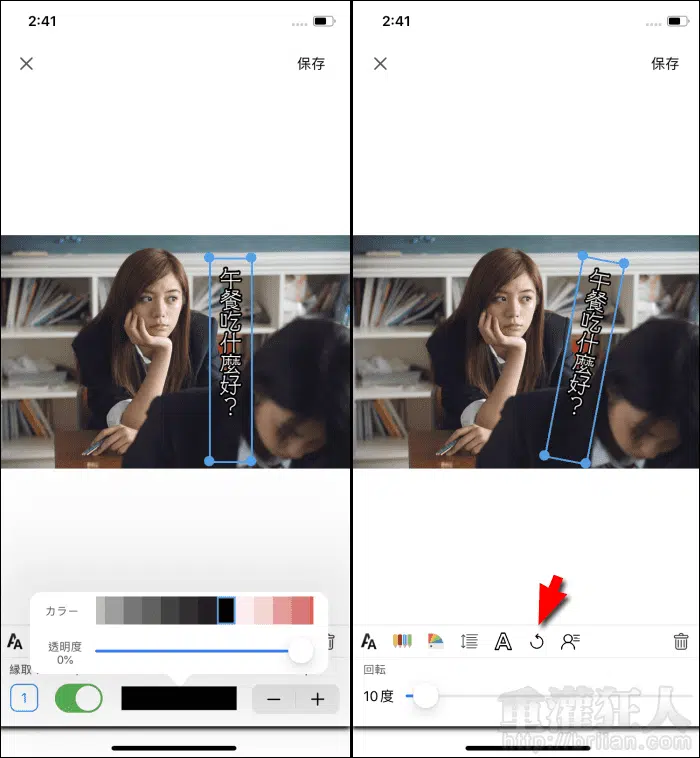 2:41
保存
午餐吃什麼好？
カラー
透明度
0%
縁取
1
2:41
保存
午餐吃什麼好？
回転
10度
重灌狂人
http://briian.com